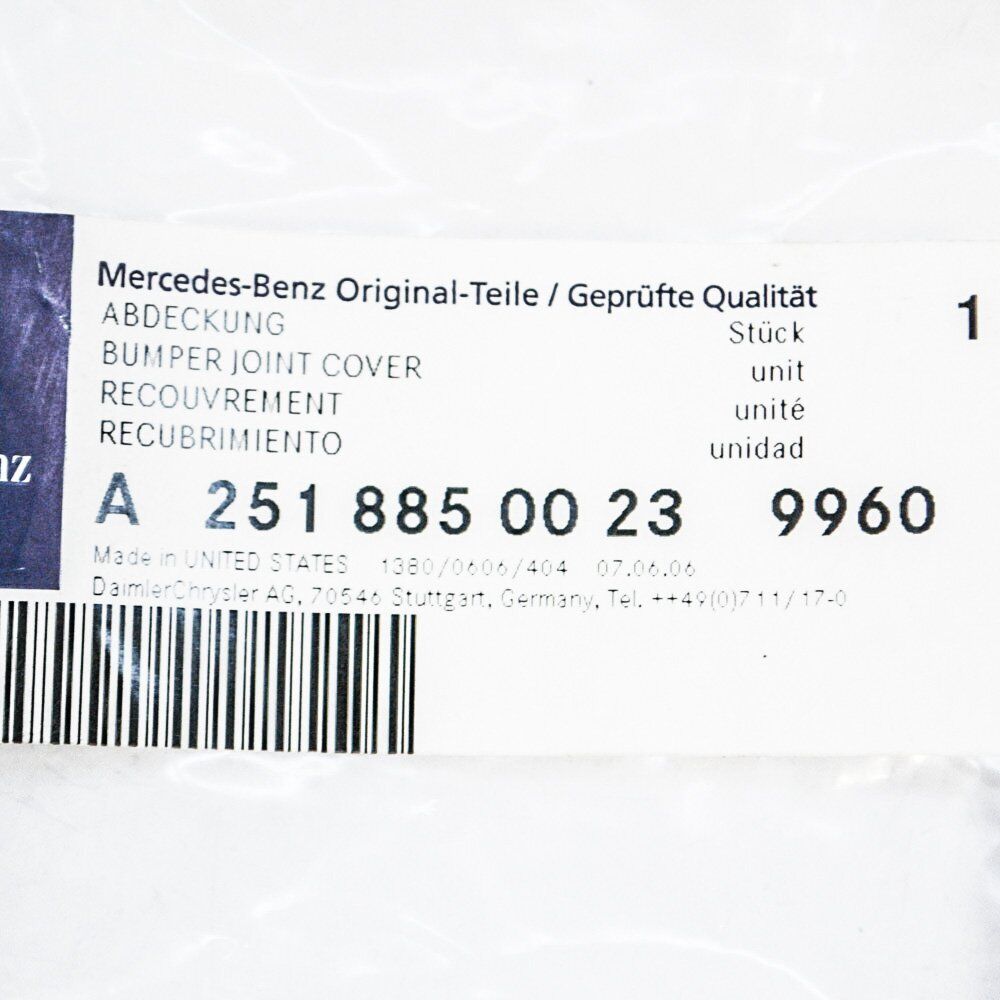 Mercedes-Benz Original-Teile / Geprüfte Qualität
ABDECKUNG Stück 1
BUMPER JOINT COVER unit
RECOUVREMENT unité
RECUBRIMIENTO unidad
nz
A 251 885 00 23 9960
Made in UNITED STATES 1380/0606/404 07.06.06
DaimlerChrysler AG, 70546 Stuttgart, Germany, Tel. ++49(0)711/17-0